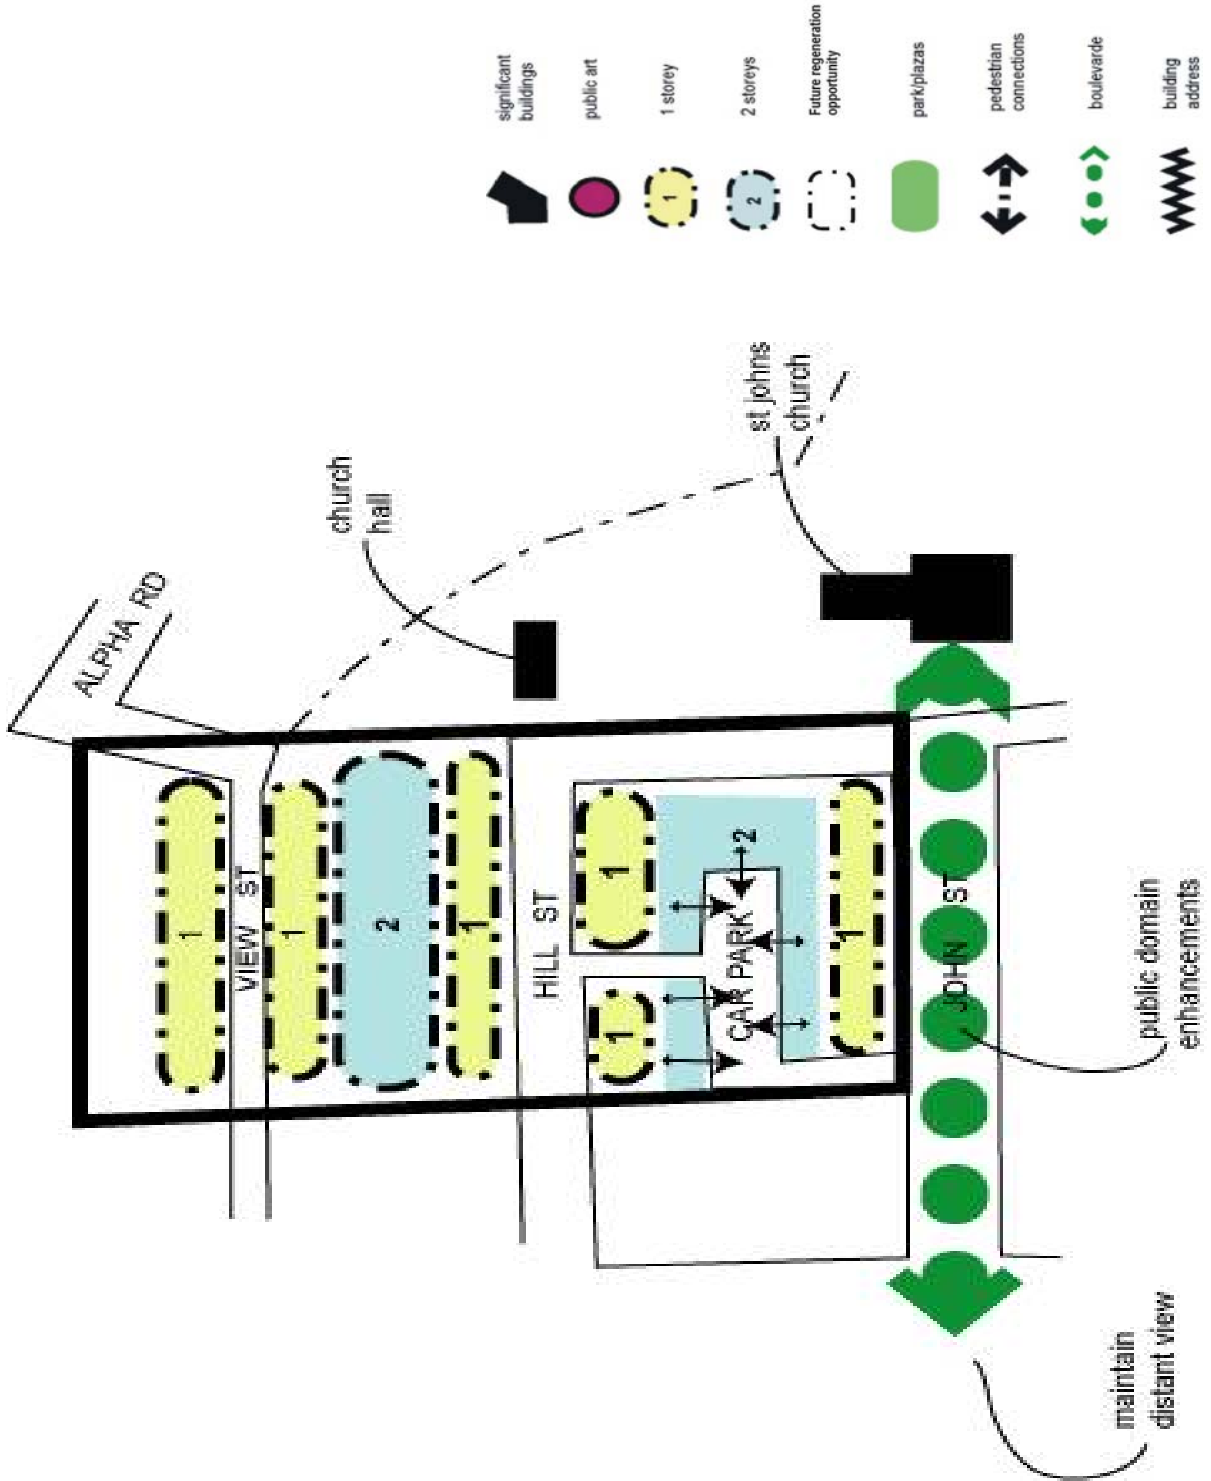 significant
buildings
public art
1
1 storey
2
2 storeys
Future regeneration
opportunity
park/plazas
pedestrian
connections
boulevarde
building
address
ALPHA RD
church
hall
st johns
church
1
VIEW ST
1
2
1
HILL ST
1
1
2
CAR PARK
1
JOHN ST
public domain
enhancements
maintain
distant view